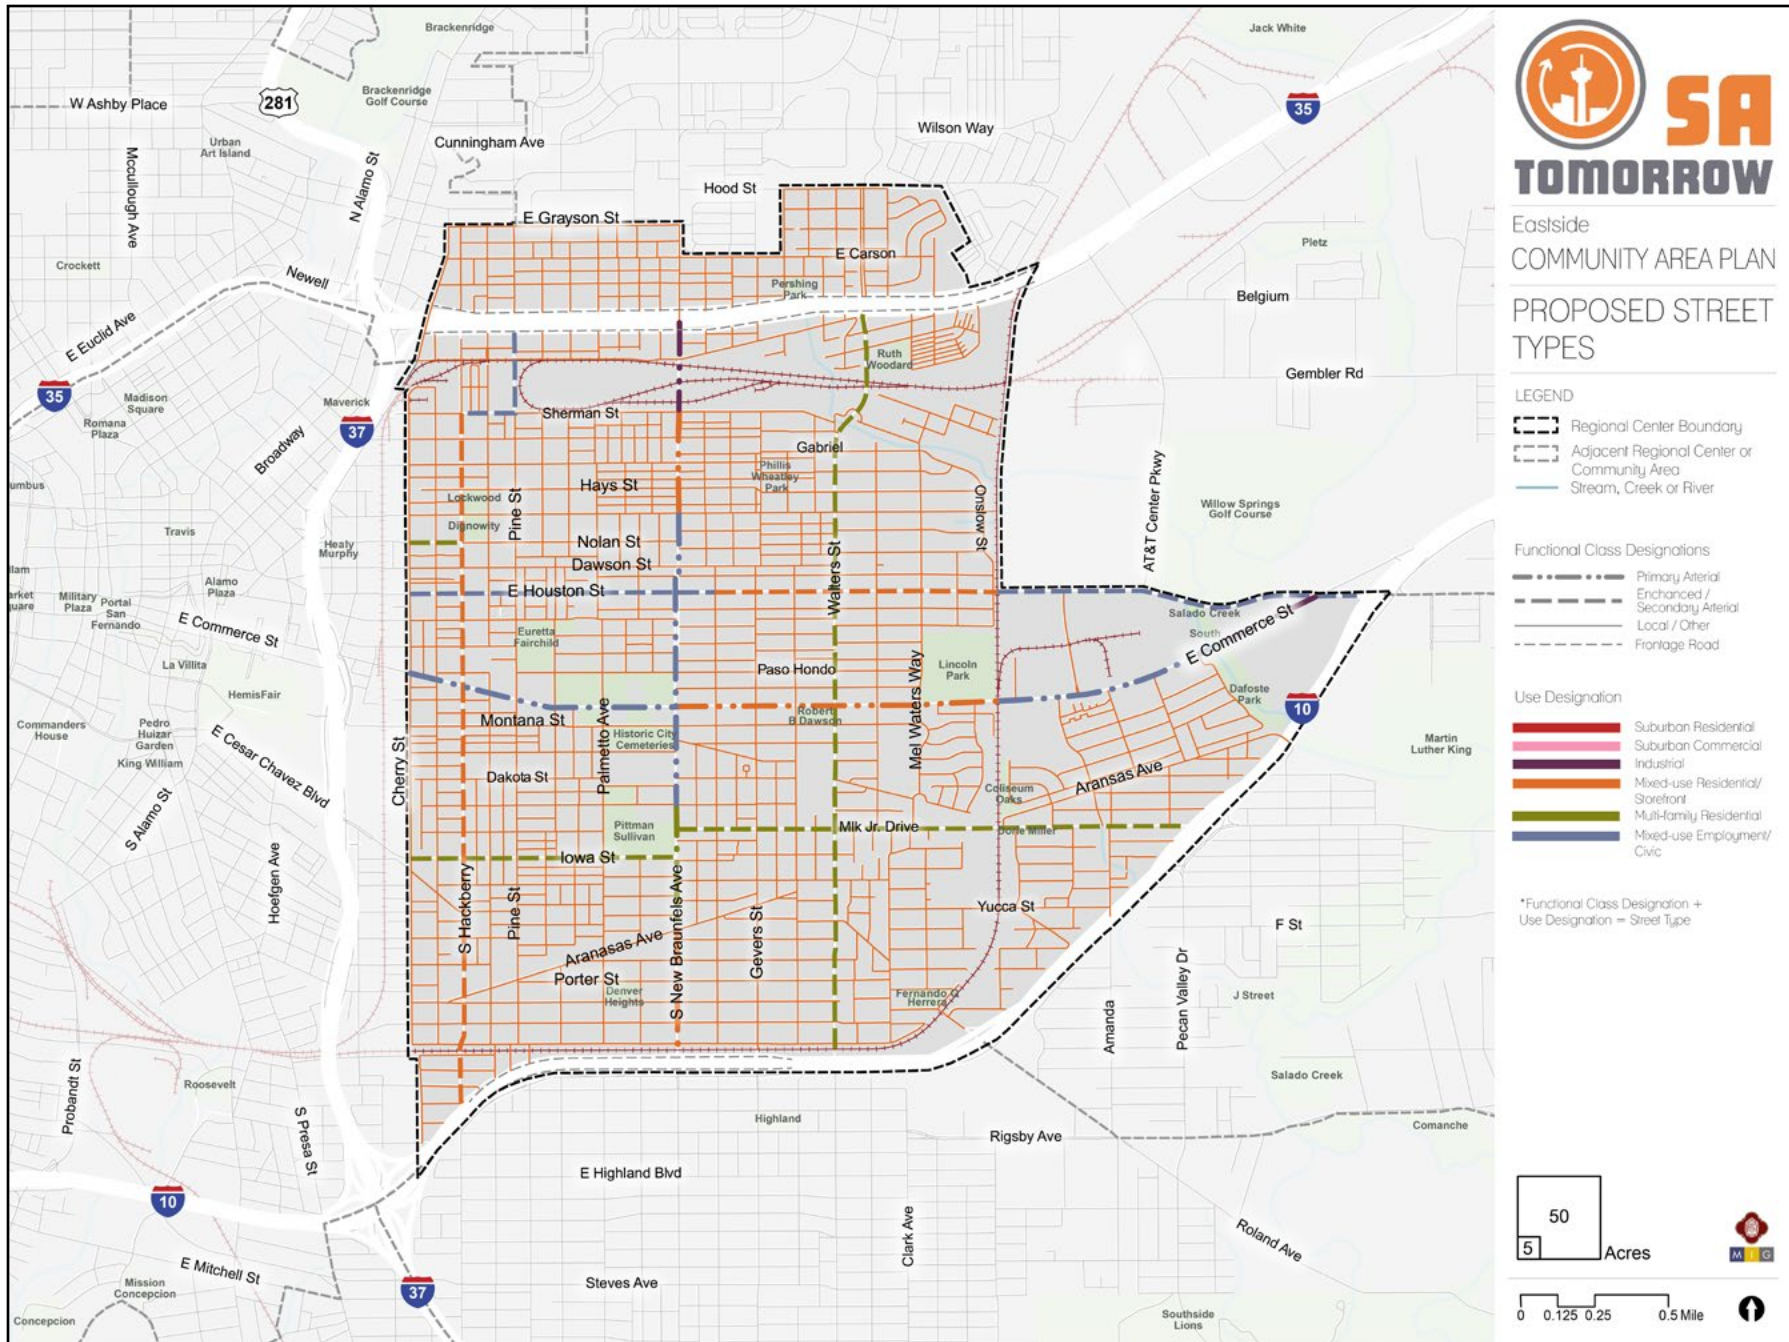 Brackenridge
Jack White
W Ashby Place
281
Brackenridge
Golf Course
35
Urban
Art Island
Cunningham Ave
Wilson Way
Mccullough Ave
N Alamo St
Hood St
E Grayson St
Crockett
E Carson
Pletz
Newell
Pershing
Park
Belgium
E Euclid Ave
Ruth
Woodard
Gembler Rd
35
Madison
Square
Maverick
Sherman St
Romana
Plaza
37
Broadway
Gabriel
Phillis
Wheatley
Park
AT&T Center Pkwy
umbus
Hays St
Lockwood
Pine St
Onslow St
Willow Springs
Golf Course
Dignowity
Travis
Healy
Murphy
Nolan St
Dawson St
Walters St
llam
Alamo
Plaza
E Houston St
arket
quare
Military
Plaza
Portal
San
Fernando
Salado Creek
South
E Commerce St
Euretta
Fairchild
E Commerce St
La Villita
Paso Hondo
Mel Waters Way
Lincoln
Park
HemisFair
Dafoste
Park
10
Commanders
House
Pedro
Huizar
Garden
Montana St
Palmetto Ave
Roberts
B Dawson
Historic City
Cemeteries
Martin
Luther King
E Cesar Chavez Blvd
King William
Cherry St
Dakota St
Aransas Ave
Coliseum
Oaks
S Alamo St
Pittman
Sullivan
Mlk Jr. Drive
Dorie Miller
Iowa St
Hoefgen Ave
S Hackberry
Pine St
S New Braunfels Ave
Gevers St
Yucca St
F St
Aranasas Ave
Porter St
Denver
Heights
Fernando G
Herrera
Amanda
Pecan Valley Dr
J Street
Probandt St
Roosevelt
S Presa St
Salado Creek
Highland
Rigsby Ave
Comanche
E Highland Blvd
10
Clark Ave
Roland Ave
E Mitchell St
Mission
Concepcion
37
Steves Ave
Concepcion
Southside
Lions
SA
TOMORROW
Eastside
COMMUNITY AREA PLAN
PROPOSED STREET
TYPES
LEGEND
Regional Center Boundary
Adjacent Regional Center or
Community Area
Stream, Creek or River
Functional Class Designations
Primary Arterial
Enchanced /
Secondary Arterial
Local / Other
Frontage Road
Use Designation
Suburban Residential
Suburban Commercial
Industrial
Mixed-use Residential/
Storefront
Multi-family Residential
Mixed-use Employment/
Civic
*Functional Class Designation +
Use Designation = Street Type
50
5
Acres
M I G
0 0.125 0.25 0.5 Mile